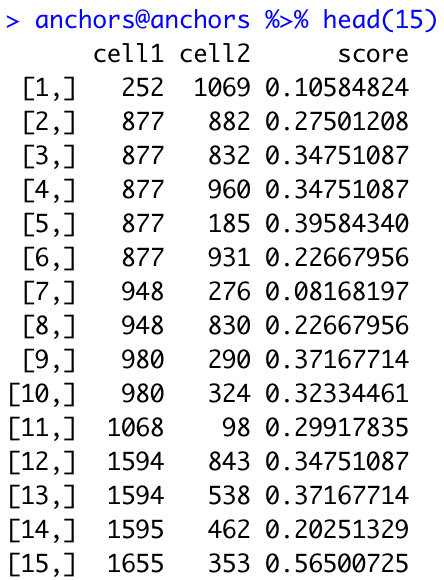 > anchors@anchors %>% head(15)
cell1 cell2 score
[1,] 252 1069 0.10584824
[2,] 877 882 0.27501208
[3,] 877 832 0.34751087
[4,] 877 960 0.34751087
[5,] 877 185 0.39584340
[6,] 877 931 0.22667956
[7,] 948 276 0.08168197
[8,] 948 830 0.22667956
[9,] 980 290 0.37167714
[10,] 980 324 0.32334461
[11,] 1068 98 0.29917835
[12,] 1594 843 0.34751087
[13,] 1594 538 0.37167714
[14,] 1595 462 0.20251329
[15,] 1655 353 0.56500725